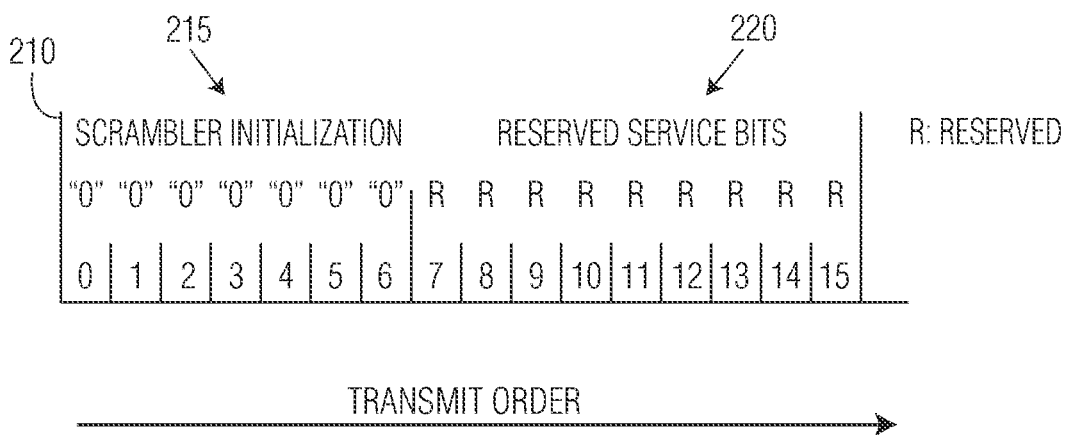 210 215 220
SCRAMBLER INITIALIZATION RESERVED SERVICE BITS R: RESERVED
"0" "0" "0" "0" "0" "0" "0" R R R R R R R R R
0 1 2 3 4 5 6 7 8 9 10 11 12 13 14 15
TRANSMIT ORDER